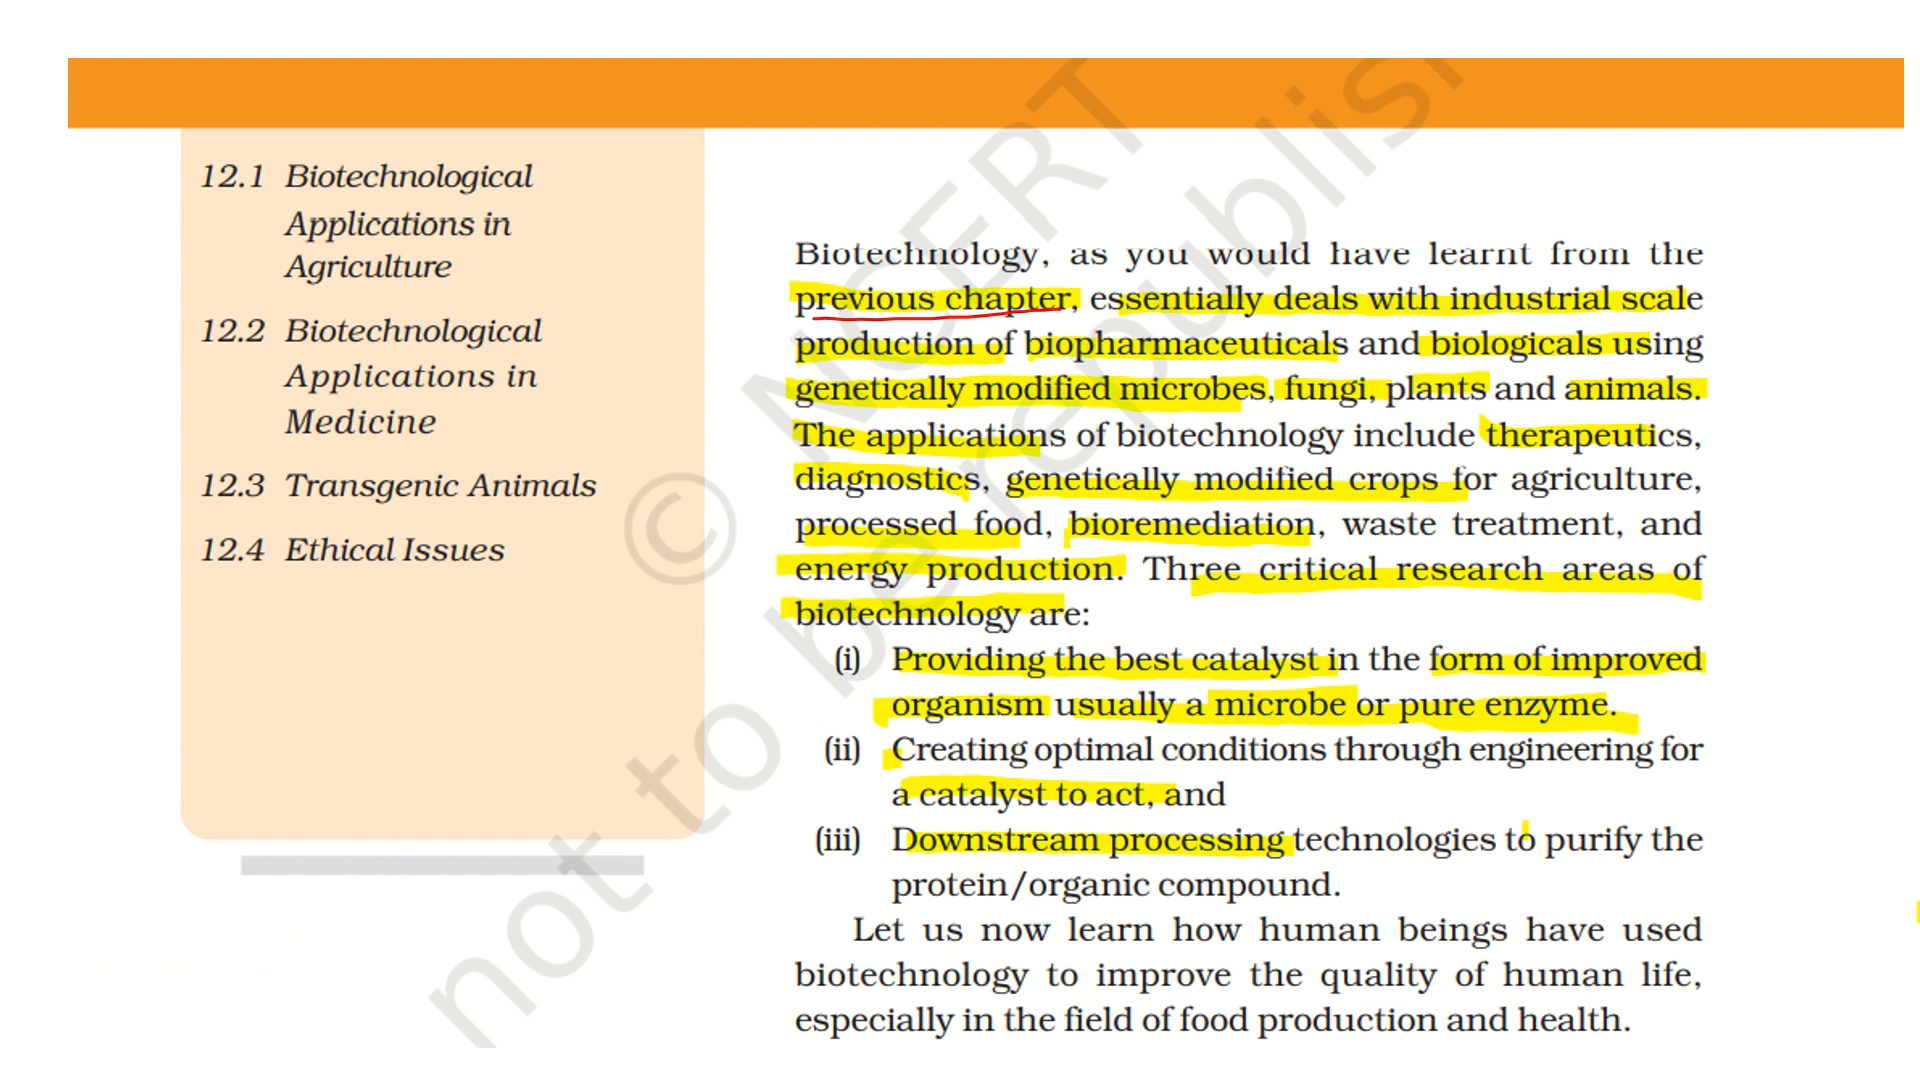 12.1 Biotechnological
Applications in
Agriculture
12.2 Biotechnological
Applications in
Medicine
12.3 Transgenic Animals
12.4 Ethical Issues
Biotechnology, as you would have learnt from the
previous chapter, essentially deals with industrial scale
production of biopharmaceuticals and biologicals using
genetically modified microbes, fungi, plants and animals.
The applications of biotechnology include therapeutics,
diagnostics, genetically modified crops for agriculture,
processed food, bioremediation, waste treatment, and
energy production. Three critical research areas of
biotechnology are:
(i) Providing the best catalyst in the form of improved
organism usually a microbe or pure enzyme.
(ii) Creating optimal conditions through engineering for
a catalyst to act, and
(iii) Downstream processing technologies to purify the
protein/organic compound.
Let us now learn how human beings have used
biotechnology to improve the quality of human life,
especially in the field of food production and health.
© NCERT
not to be republis